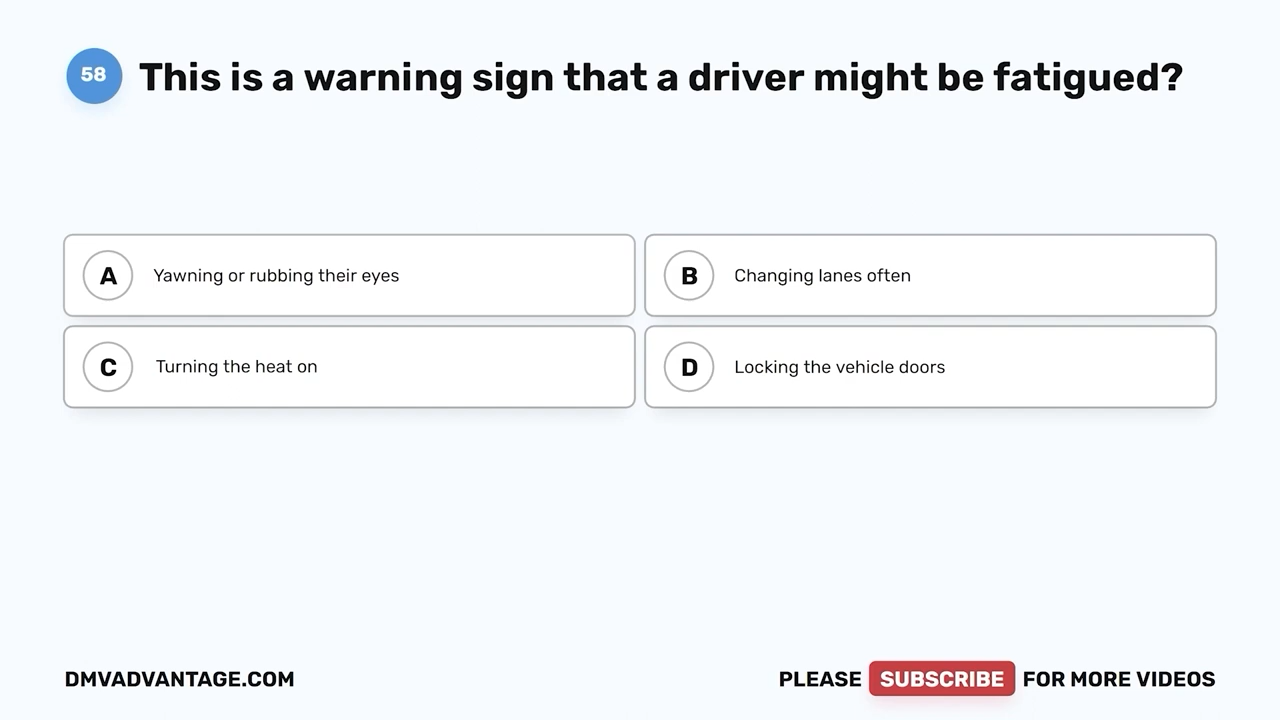 58 This is a warning sign that a driver might be fatigued?
A Yawning or rubbing their eyes
B Changing lanes often
C Turning the heat on
D Locking the vehicle doors
DMVADVANTAGE.COM
PLEASE SUBSCRIBE FOR MORE VIDEOS